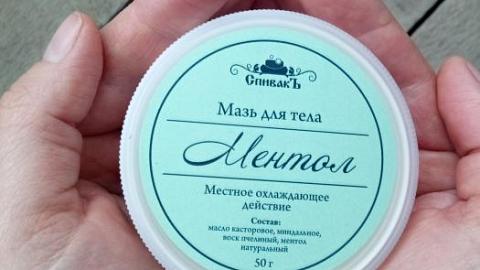 СпивакЪ
Мазь для тела
Ментол
Местное охлаждающее
действие
Состав:
масло касторовое, миндальное,
воск пчелиный, ментол
натуральный
50 г